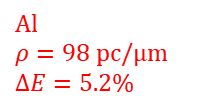 Al
ρ = 98 pc/μm
ΔE = 5.2%